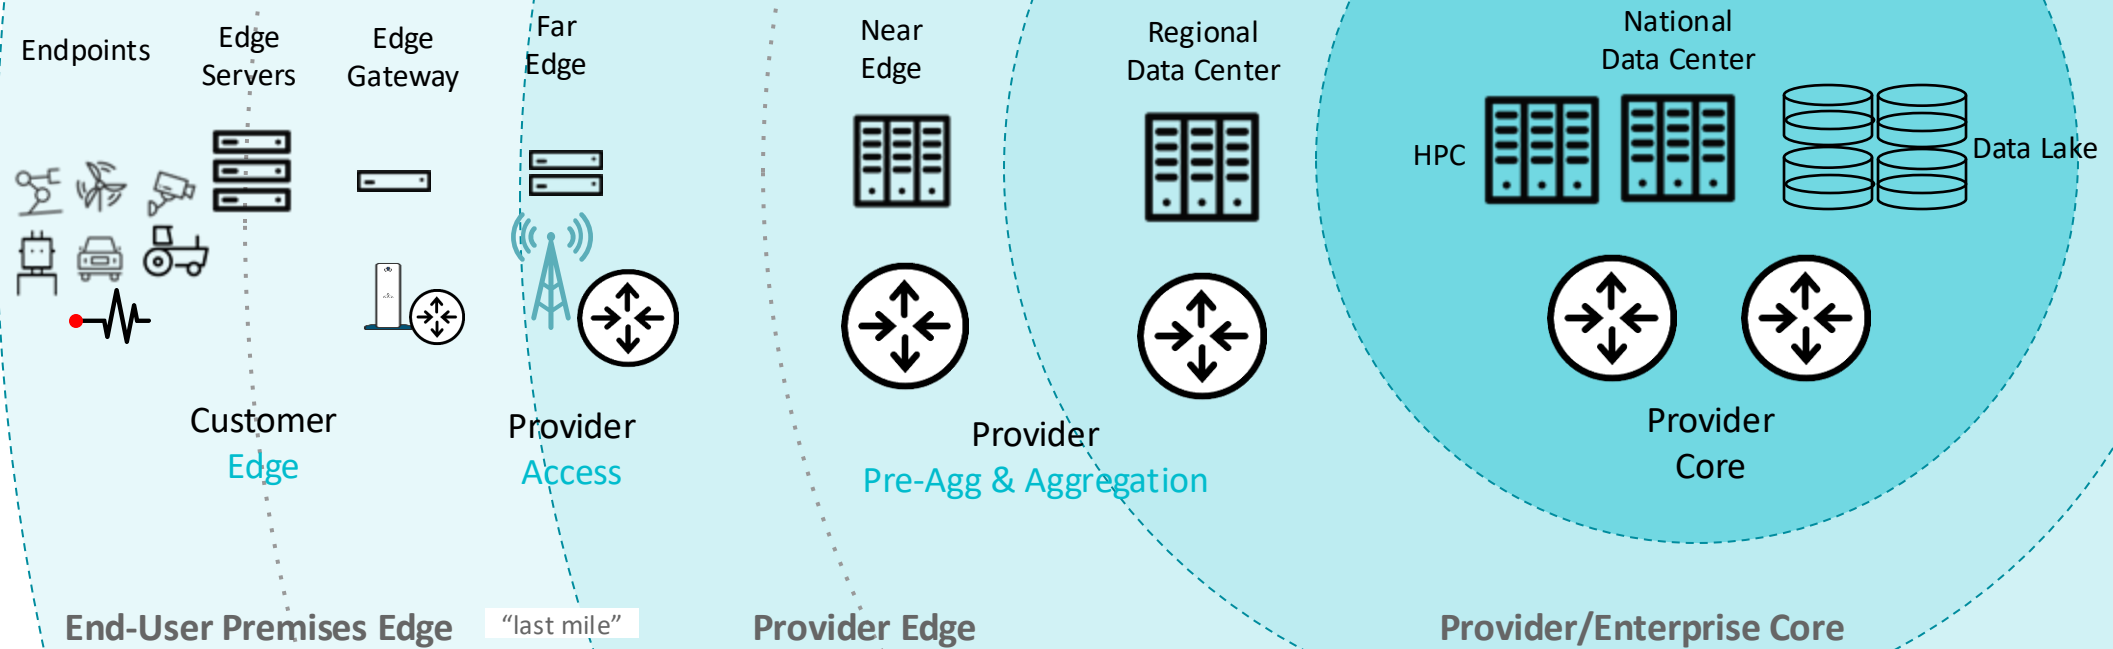 Endpoints
Edge
Servers
Edge
Gateway
Far
Edge
Near
Edge
Regional
Data Center
National
Data Center
HPC
Data Lake
Customer
Edge
Provider
Access
Provider
Pre-Agg & Aggregation
Provider
Core
End-User Premises Edge
“last mile”
Provider Edge
Provider/Enterprise Core